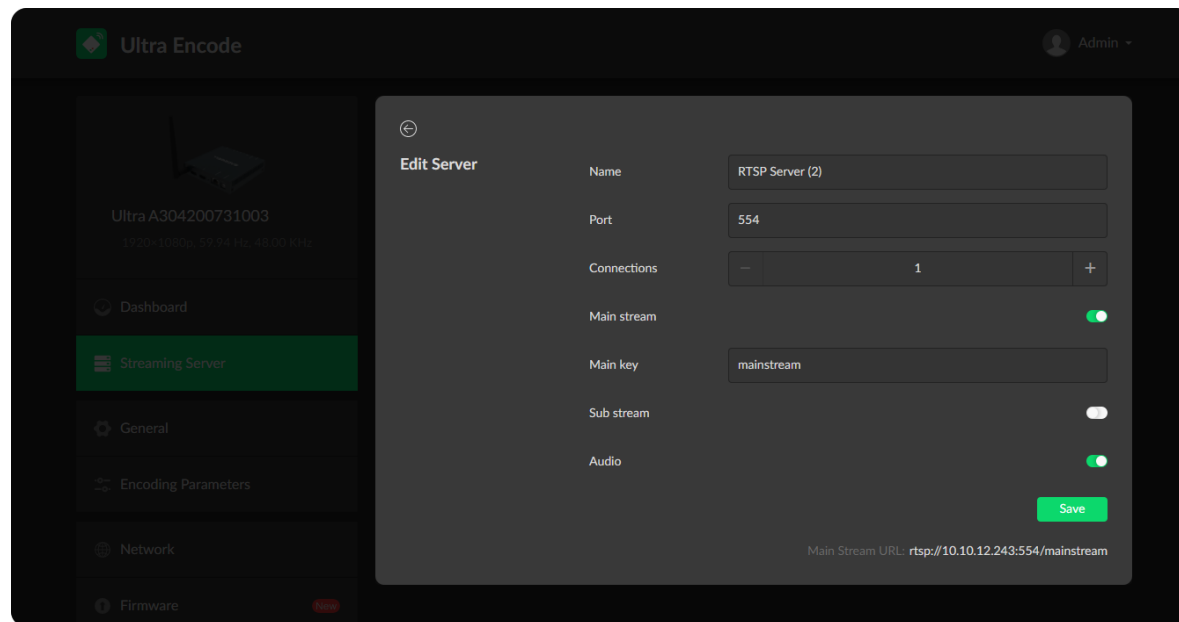 Ultra Encode
Admin
Ultra A304200731003
1920×1080p, 59.94 Hz, 48.00 KHz
Dashboard
Streaming Server
General
Encoding Parameters
Network
Firmware New
Edit Server
Name RTSP Server (2)
Port 554
Connections − 1 +
Main stream
Main key mainstream
Sub stream
Audio
Save
Main Stream URL: rtsp://10.10.12.243:554/mainstream